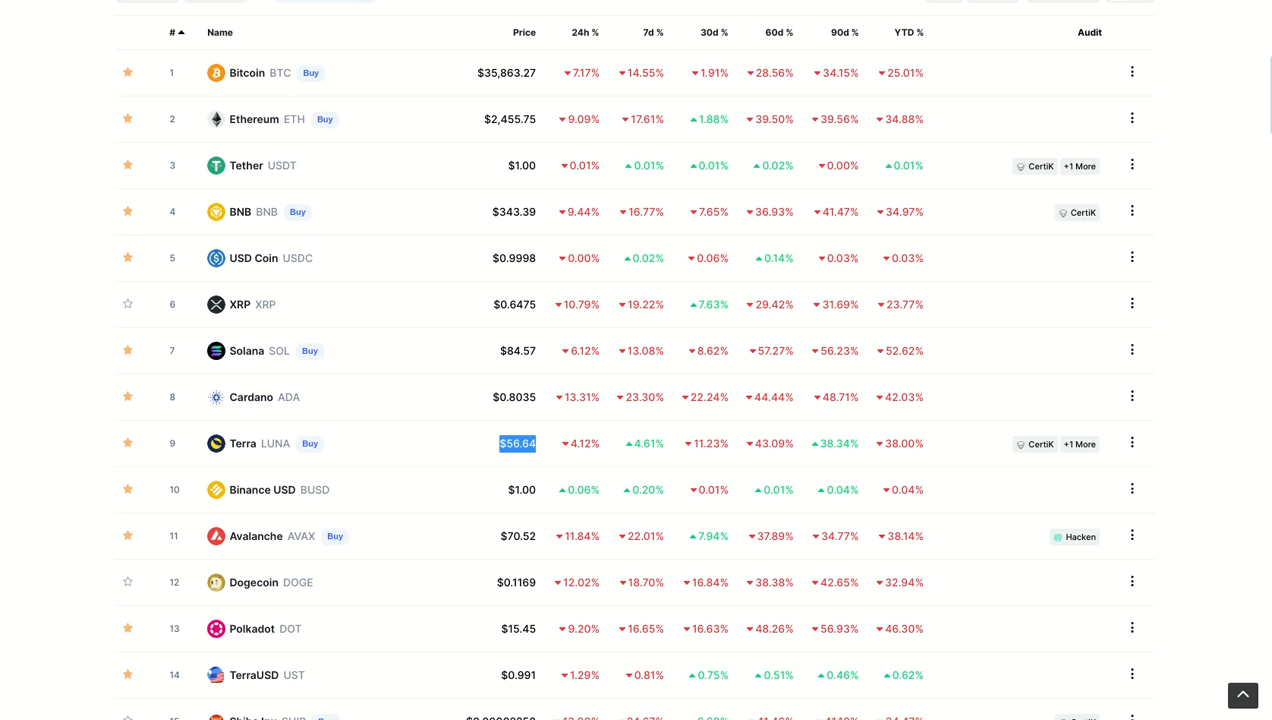 # Name Price 24h % 7d % 30d % 60d % 90d % YTD % Audit
1 Bitcoin BTC Buy $35,863.27 7.17% 14.55% 1.91% 28.56% 34.15% 25.01%
2 Ethereum ETH Buy $2,455.75 9.09% 17.61% 1.88% 39.50% 39.56% 34.88%
3 Tether USDT $1.00 0.01% 0.01% 0.01% 0.02% 0.00% 0.01% CertiK +1 More
4 BNB BNB Buy $343.39 9.44% 16.77% 7.65% 36.93% 41.47% 34.97% CertiK
5 USD Coin USDC $0.9998 0.00% 0.02% 0.06% 0.14% 0.03% 0.03%
6 XRP XRP $0.6475 10.79% 19.22% 7.63% 29.42% 31.69% 23.77%
7 Solana SOL Buy $84.57 6.12% 13.08% 8.62% 57.27% 56.23% 52.62%
8 Cardano ADA $0.8035 13.31% 23.30% 22.24% 44.44% 48.71% 42.03%
9 Terra LUNA Buy $56.64 4.12% 4.61% 11.23% 43.09% 38.34% 38.00% CertiK +1 More
10 Binance USD BUSD $1.00 0.06% 0.20% 0.01% 0.01% 0.04% 0.04%
11 Avalanche AVAX Buy $70.52 11.84% 22.01% 7.94% 37.89% 34.77% 38.14% Hacken
12 Dogecoin DOGE $0.1169 12.02% 18.70% 16.84% 38.38% 42.65% 32.94%
13 Polkadot DOT $15.45 9.20% 16.65% 16.63% 48.26% 56.93% 46.30%
14 TerraUSD UST $0.991 1.29% 0.81% 0.75% 0.51% 0.46% 0.62%